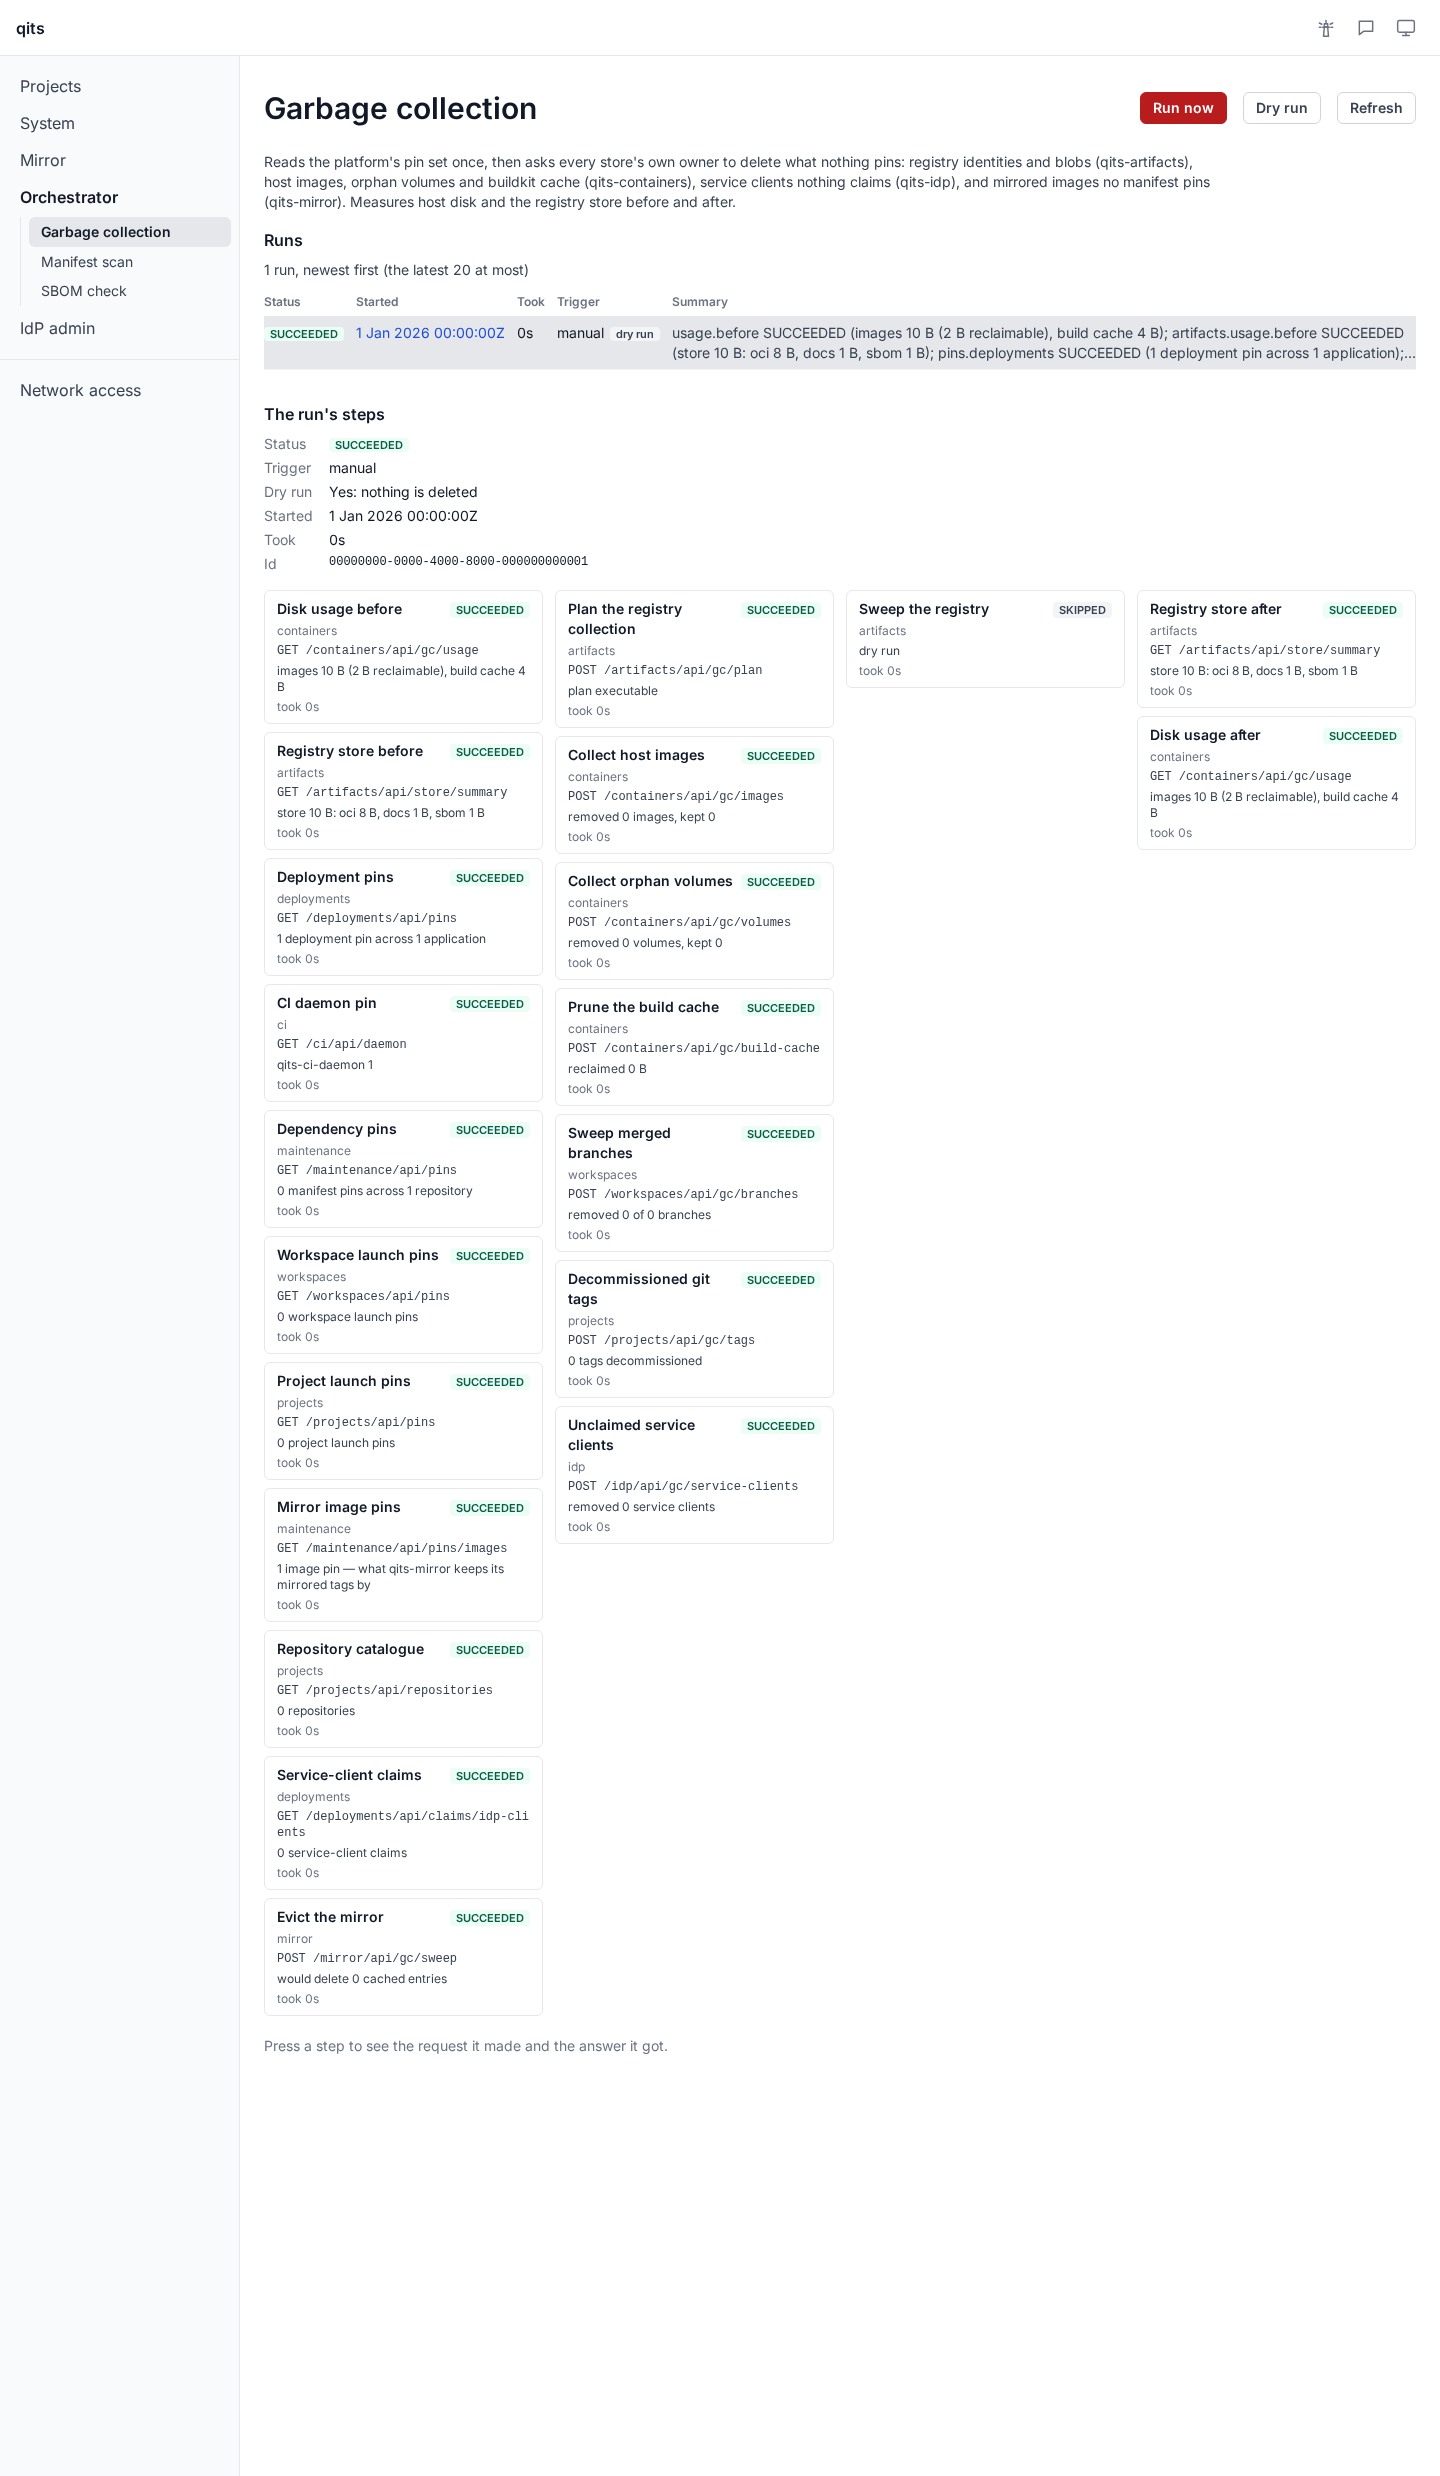 qits
Projects
System
Mirror
Orchestrator
Garbage collection
Manifest scan
SBOM check
IdP admin
Network access
Garbage collection
Run now
Dry run
Refresh
Reads the platform's pin set once, then asks every store's own owner to delete what nothing pins: registry identities and blobs (qits-artifacts),
host images, orphan volumes and buildkit cache (qits-containers), service clients nothing claims (qits-idp), and mirrored images no manifest pins
(qits-mirror). Measures host disk and the registry store before and after.
Runs
1 run, newest first (the latest 20 at most)
Status Started Took Trigger Summary
SUCCEEDED 1 Jan 2026 00:00:00Z 0s manual dry run usage.before SUCCEEDED (images 10 B (2 B reclaimable), build cache 4 B); artifacts.usage.before SUCCEEDED
(store 10 B: oci 8 B, docs 1 B, sbom 1 B); pins.deployments SUCCEEDED (1 deployment pin across 1 application);...
The run's steps
Status SUCCEEDED
Trigger manual
Dry run Yes: nothing is deleted
Started 1 Jan 2026 00:00:00Z
Took 0s
Id 00000000-0000-4000-8000-000000000001
Disk usage before SUCCEEDED
containers
GET /containers/api/gc/usage
images 10 B (2 B reclaimable), build cache 4
B
took 0s
Registry store before SUCCEEDED
artifacts
GET /artifacts/api/store/summary
store 10 B: oci 8 B, docs 1 B, sbom 1 B
took 0s
Deployment pins SUCCEEDED
deployments
GET /deployments/api/pins
1 deployment pin across 1 application
took 0s
CI daemon pin SUCCEEDED
ci
GET /ci/api/daemon
qits-ci-daemon 1
took 0s
Dependency pins SUCCEEDED
maintenance
GET /maintenance/api/pins
0 manifest pins across 1 repository
took 0s
Workspace launch pins SUCCEEDED
workspaces
GET /workspaces/api/pins
0 workspace launch pins
took 0s
Project launch pins SUCCEEDED
projects
GET /projects/api/pins
0 project launch pins
took 0s
Mirror image pins SUCCEEDED
maintenance
GET /maintenance/api/pins/images
1 image pin — what qits-mirror keeps its
mirrored tags by
took 0s
Repository catalogue SUCCEEDED
projects
GET /projects/api/repositories
0 repositories
took 0s
Service-client claims SUCCEEDED
deployments
GET /deployments/api/claims/idp-cli
ents
0 service-client claims
took 0s
Evict the mirror SUCCEEDED
mirror
POST /mirror/api/gc/sweep
would delete 0 cached entries
took 0s
Plan the registry SUCCEEDED
collection
artifacts
POST /artifacts/api/gc/plan
plan executable
took 0s
Collect host images SUCCEEDED
containers
POST /containers/api/gc/images
removed 0 images, kept 0
took 0s
Collect orphan volumes SUCCEEDED
containers
POST /containers/api/gc/volumes
removed 0 volumes, kept 0
took 0s
Prune the build cache SUCCEEDED
containers
POST /containers/api/gc/build-cache
reclaimed 0 B
took 0s
Sweep merged SUCCEEDED
branches
workspaces
POST /workspaces/api/gc/branches
removed 0 of 0 branches
took 0s
Decommissioned git SUCCEEDED
tags
projects
POST /projects/api/gc/tags
0 tags decommissioned
took 0s
Unclaimed service SUCCEEDED
clients
idp
POST /idp/api/gc/service-clients
removed 0 service clients
took 0s
Sweep the registry SKIPPED
artifacts
dry run
took 0s
Registry store after SUCCEEDED
artifacts
GET /artifacts/api/store/summary
store 10 B: oci 8 B, docs 1 B, sbom 1 B
took 0s
Disk usage after SUCCEEDED
containers
GET /containers/api/gc/usage
images 10 B (2 B reclaimable), build cache 4
B
took 0s
Press a step to see the request it made and the answer it got.